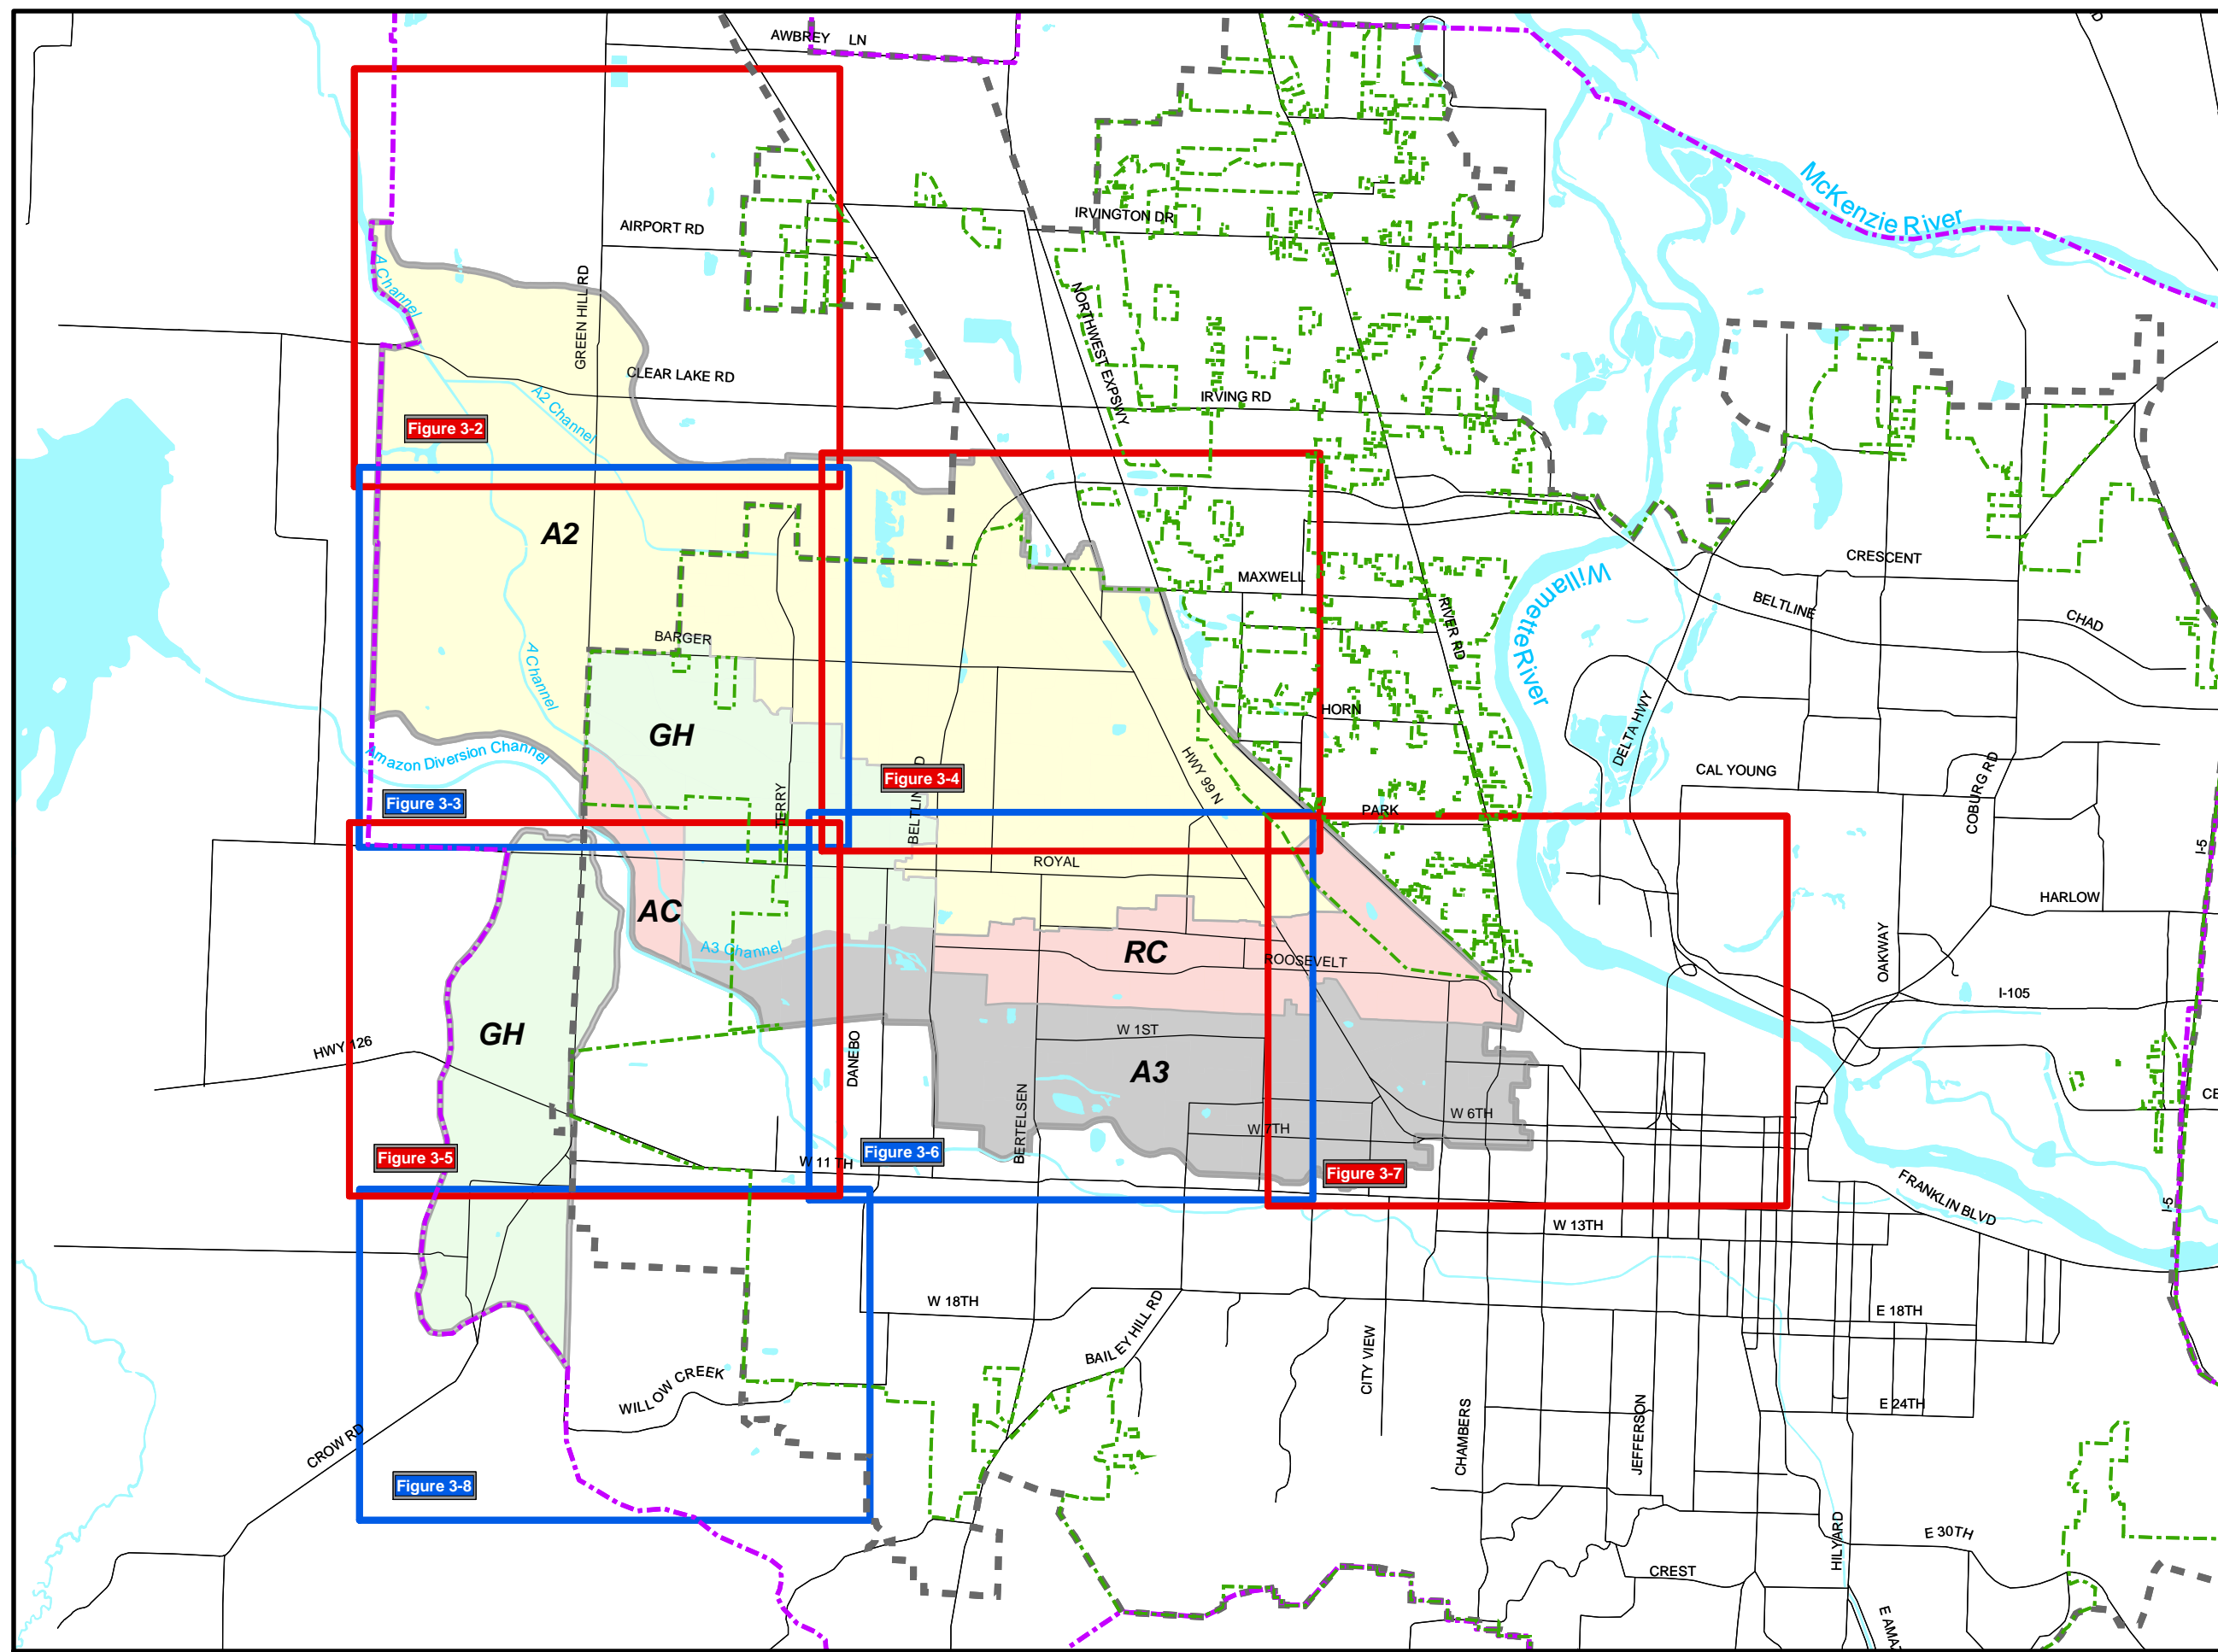 AWBREY LN
McKenzie River
IRVINGTON DR
AIRPORT RD
A Channel
GREEN HILL RD
NORTHWEST EXPSWY
CLEAR LAKE RD
IRVING RD
A2 Channel
Figure 3-2
A2
CRESCENT
MAXWELL
Willamette River
BELTLINE
CHAD
RIVER RD
BARGER
A Channel
HORN
GH
DELTA HWY
Amazon Diversion Channel
HWY 99 N
CAL YOUNG
COBURG RD
Figure 3-4
BELTLIN D
TERRY
Figure 3-3
PARK
I-5
ROYAL
HARLOW
AC
OAKWAY
A3 Channel
RC
ROOSEVELT
I-105
GH
W 1ST
HWY 126
DANEBO
A3
CE
W 6TH
BERTELSEN
W 7TH
Figure 3-5
Figure 3-6
W 11 TH
Figure 3-7
FRANKLIN BLVD
I-5
W 13TH
W 18TH
E 18TH
BAILEY HILL RD
CITY VIEW
WILLOW CREEK
E 24TH
CHAMBERS
JEFFERSON
CROW RD
Figure 3-8
E 30TH
HILYARD
CREST
E AMA